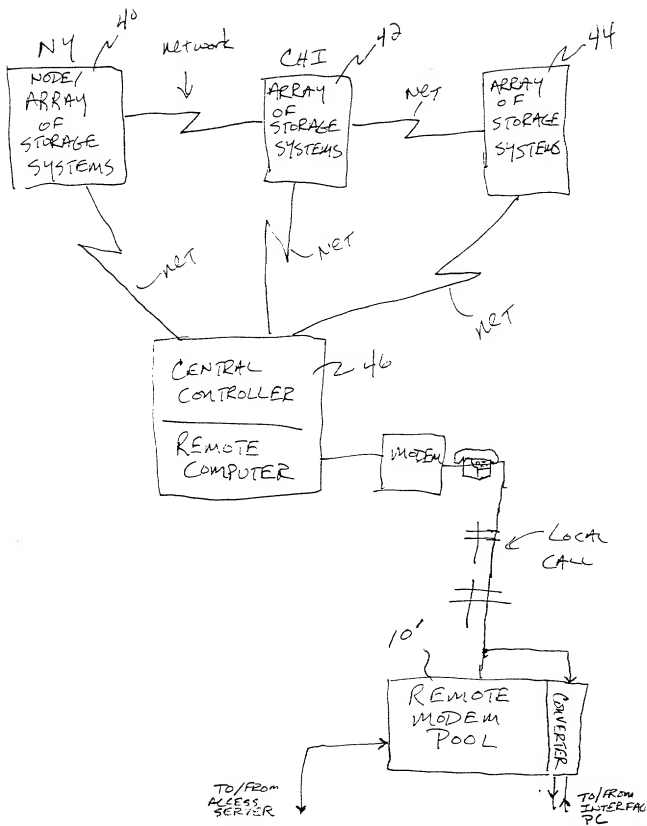 NY
40
network
CHI
42
44
NODE/
ARRAY
OF
STORAGE
SYSTEMS
ARRAY
OF
STORAGE
SYSTEMS
NET
ARRAY
OF
STORAGE
SYSTEMS
NET
NET
NET
CENTRAL
CONTROLLER
46
REMOTE
COMPUTER
MODEM
LOCAL
CALL
10'
REMOTE
MODEM
POOL
CONVERTER
TO/FROM
ACCESS
SERVER
TO/FROM
INTERFAC
PC